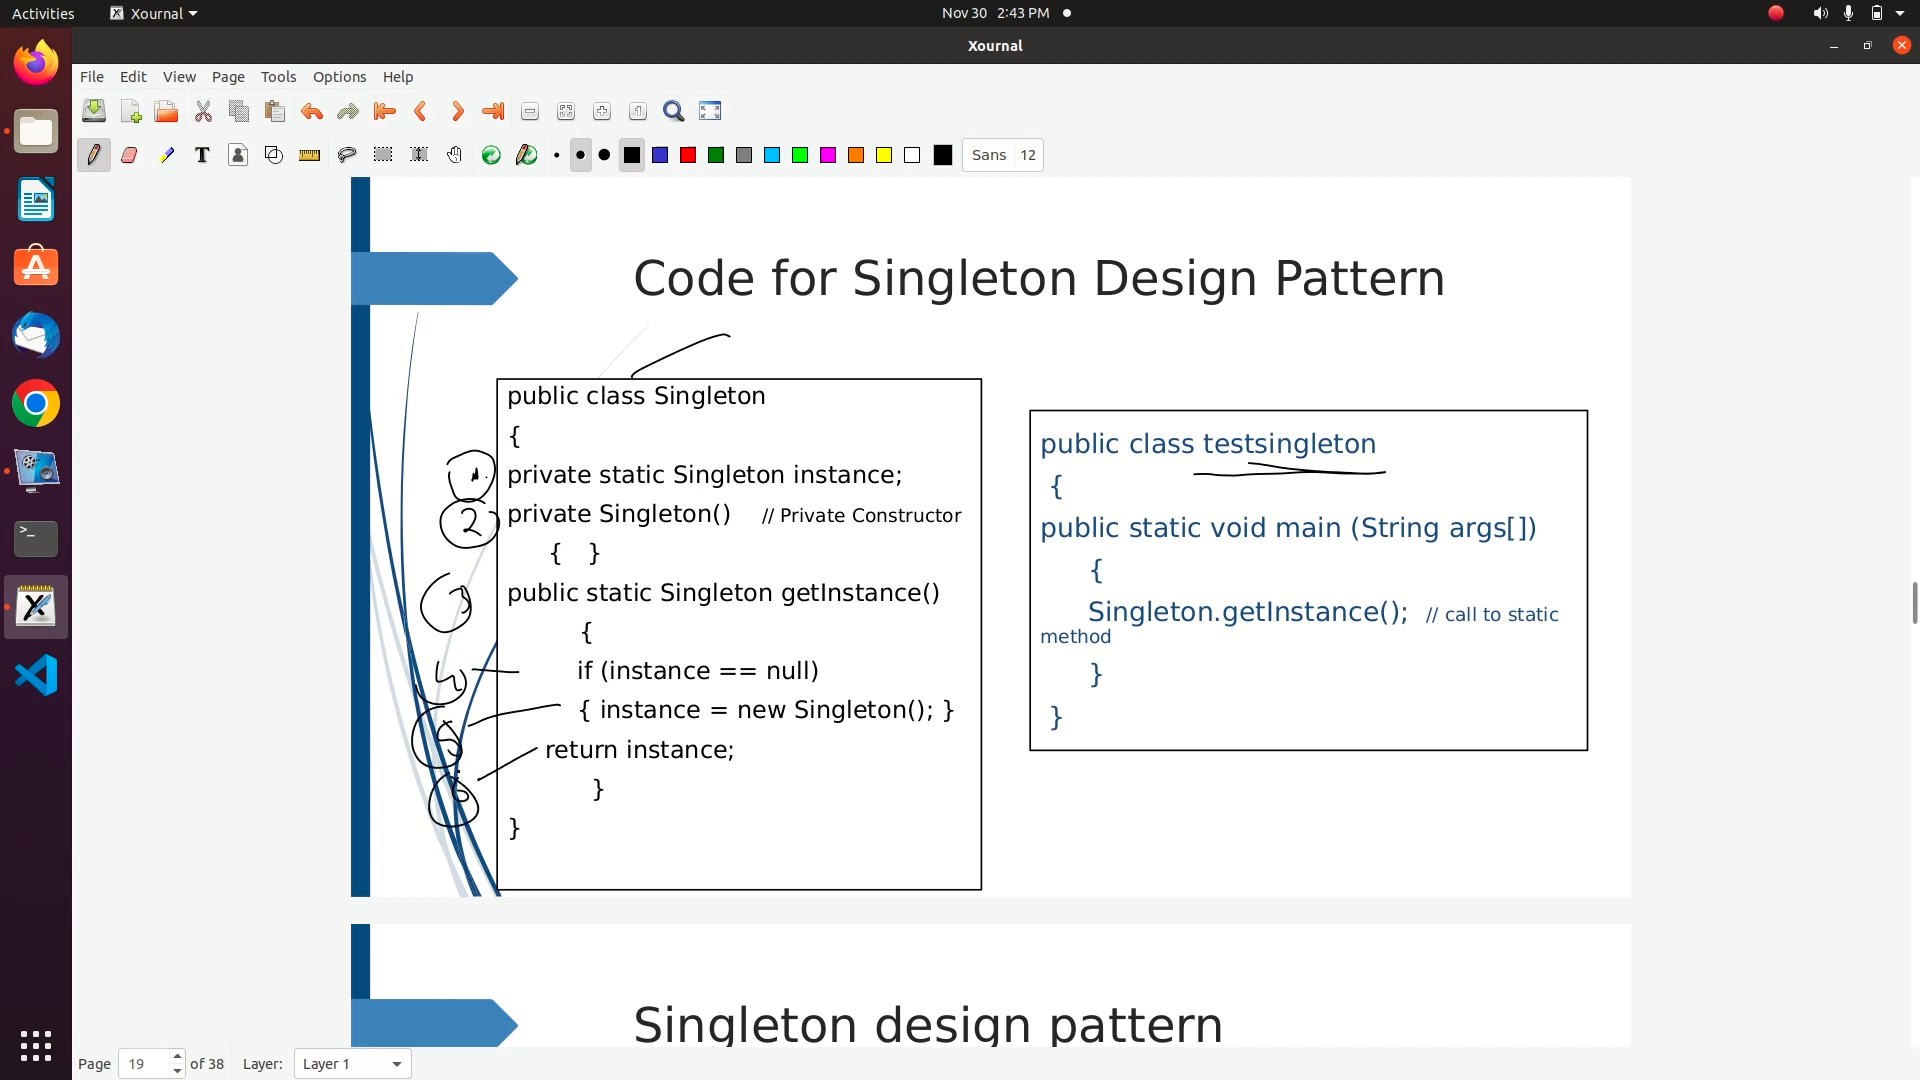 Activities Xournal Nov 30 2:43 PM
Xournal
File Edit View Page Tools Options Help
T Sans 12
Code for Singleton Design Pattern
public class Singleton
{
1 private static Singleton instance;
2 private Singleton() // Private Constructor
{ }
3 public static Singleton getInstance()
{
4 if (instance == null)
5 { instance = new Singleton(); }
6 return instance;
}
}
public class testsingleton
{
public static void main (String args[])
{
Singleton.getInstance(); // call to static
method
}
}
Singleton design pattern
Page 19 of 38 Layer: Layer 1